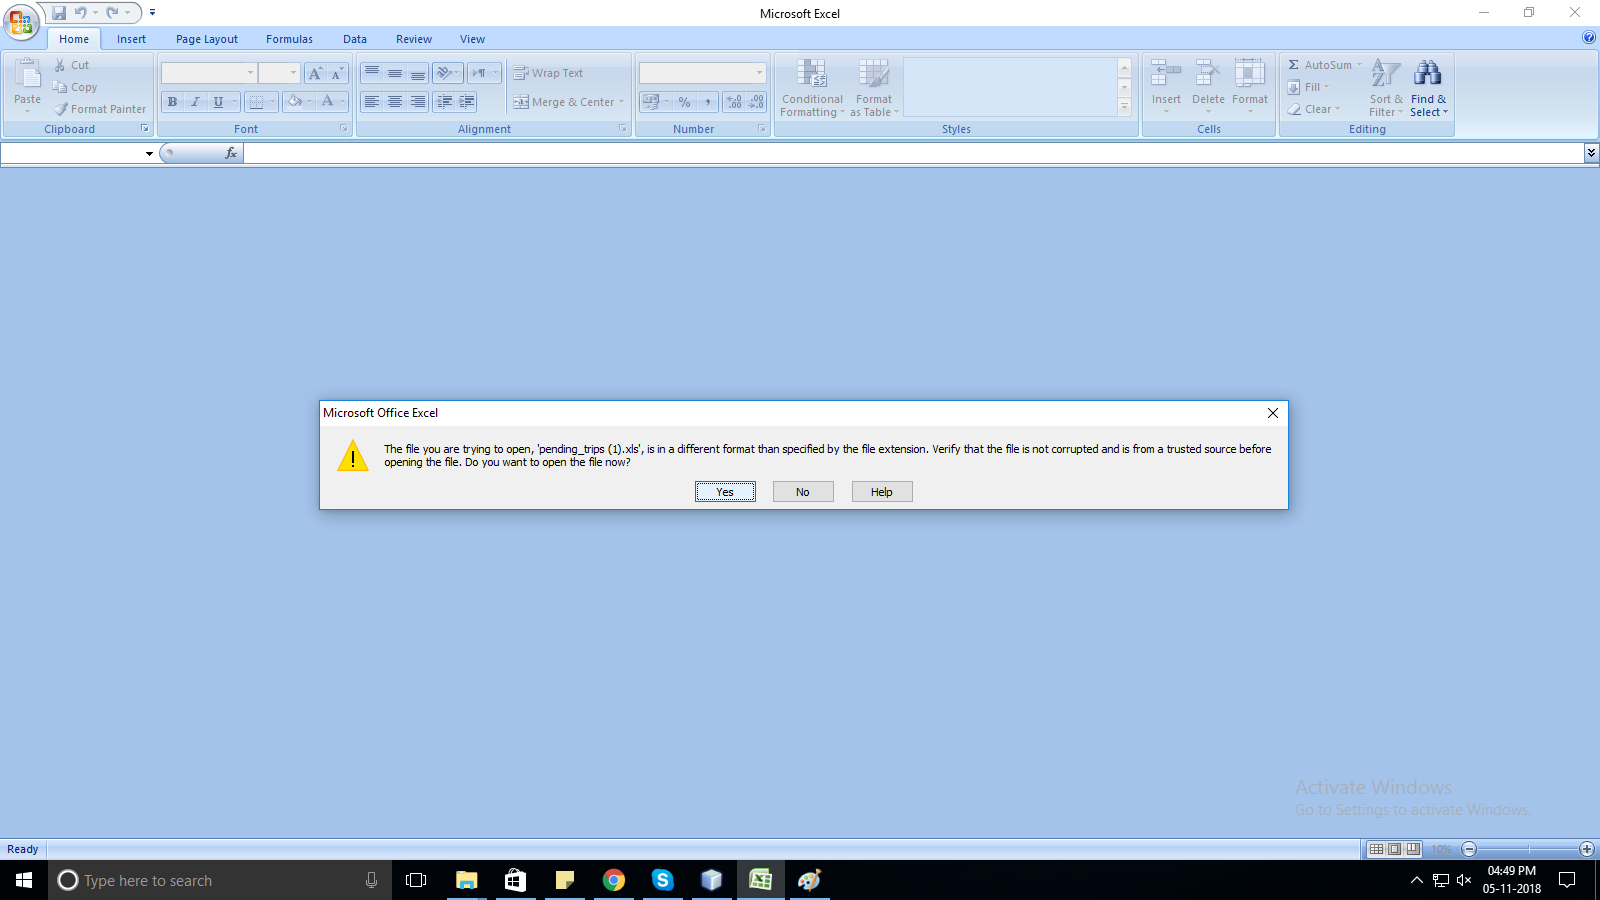 Microsoft Excel
Home Insert Page Layout Formulas Data Review View
Paste
Cut
Copy
Format Painter
Clipboard
B I U
A A
A
Font
Wrap Text
Merge & Center
Alignment
% ,
.0 .00
.00 .0
Number
Conditional Formatting
Format as Table
Styles
Insert Delete Format
Cells
Σ AutoSum
Fill
Clear
Sort & Filter
Find & Select
Editing
fx
Microsoft Office Excel
The file you are trying to open, 'pending_trips (1).xls', is in a different format than specified by the file extension. Verify that the file is not corrupted and is from a trusted source before
opening the file. Do you want to open the file now?
Yes No Help
Activate Windows
Go to Settings to activate Windows.
Ready
10%
Type here to search
04:49 PM
05-11-2018